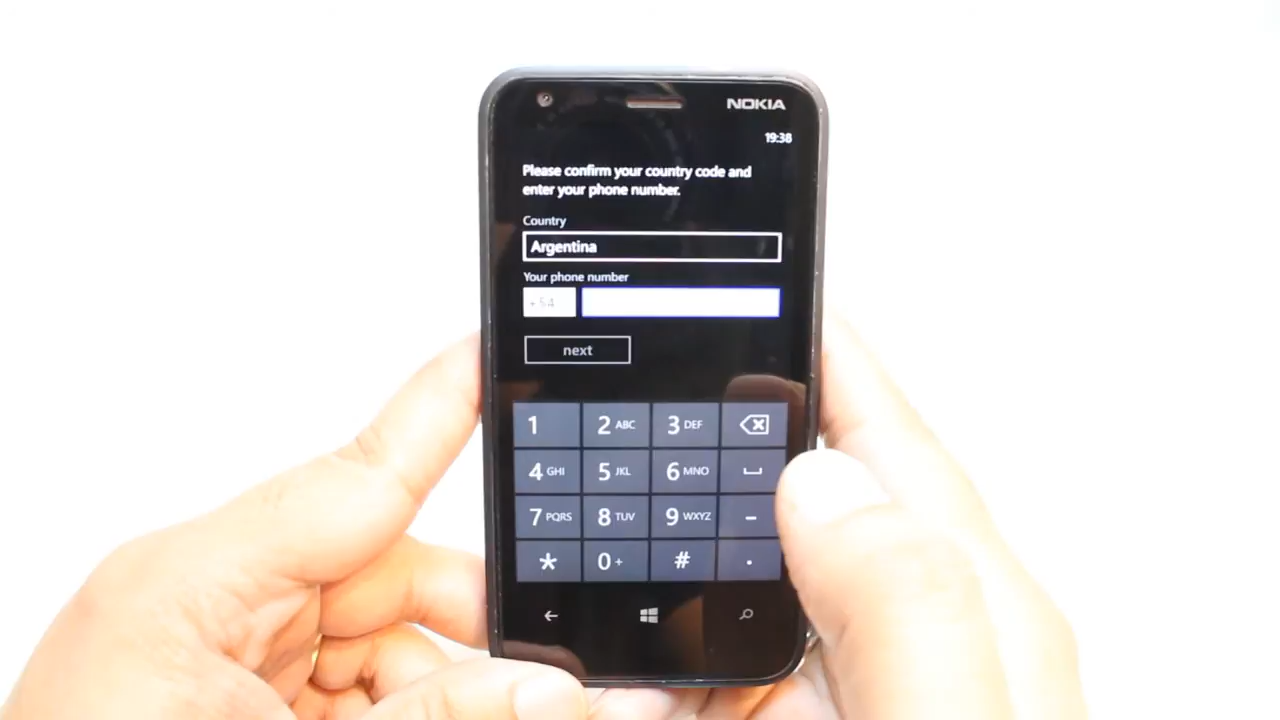 NOKIA
19:38
Please confirm your country code and
enter your phone number.
Country
Argentina
Your phone number
+54
next
1 2 ABC 3 DEF
4 GHI 5 JKL 6 MNO
7 PQRS 8 TUV 9 WXYZ -
* 0 + # .